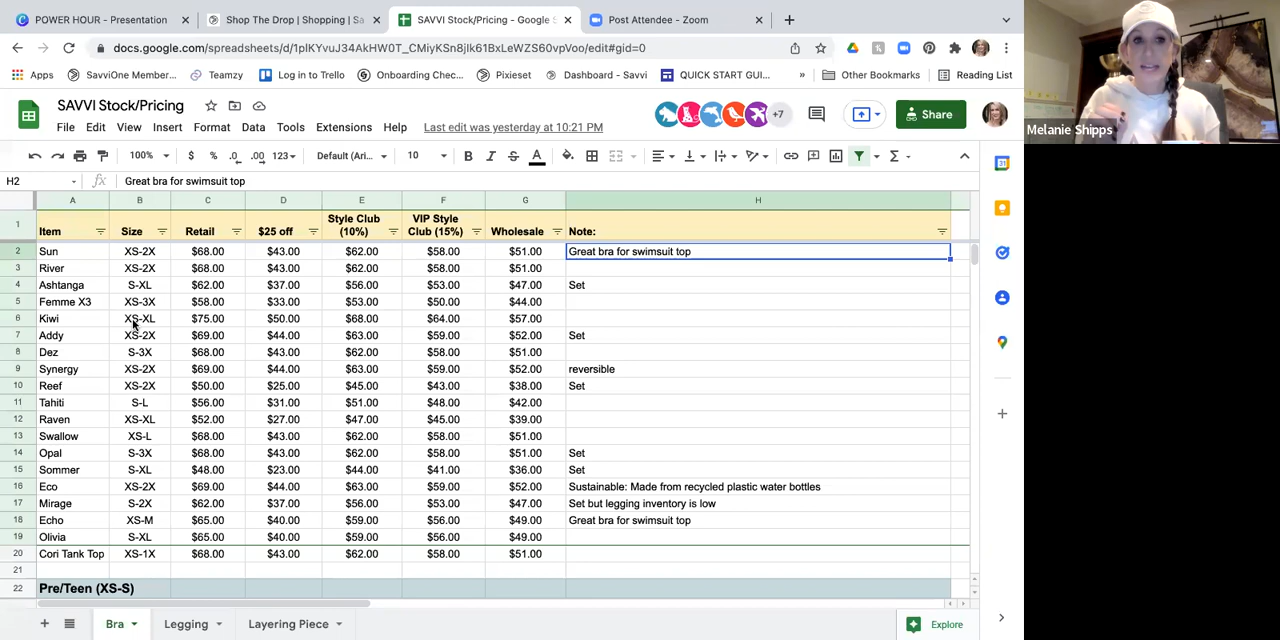 POWER HOUR - Presentation
Shop The Drop | Shopping | Sa
SAVVI Stock/Pricing - Google S
Post Attendee - Zoom
docs.google.com/spreadsheets/d/1pIKYvuJ34AkHW0T_CMiyKSn8jIk61BxLeWZS60vpVoo/edit#gid=0
Apps
SavviOne Member...
Teamzy
Log in to Trello
Onboarding Chec...
Pixieset
Dashboard - Savvi
QUICK START GUI...
»
Other Bookmarks
Reading List
SAVVI Stock/Pricing
File Edit View Insert Format Data Tools Extensions Help Last edit was yesterday at 10:21 PM
+7
Share
Melanie Shipps
100% $ % .0 .00 123 Default (Ari... 10 B I S A
H2 fx Great bra for swimsuit top
A B C D E F G H
1 Item Size Retail $25 off Style Club (10%) VIP Style Club (15%) Wholesale Note:
2 Sun XS-2X $68.00 $43.00 $62.00 $58.00 $51.00 Great bra for swimsuit top
3 River XS-2X $68.00 $43.00 $62.00 $58.00 $51.00
4 Ashtanga S-XL $62.00 $37.00 $56.00 $53.00 $47.00 Set
5 Femme X3 XS-3X $58.00 $33.00 $53.00 $50.00 $44.00
6 Kiwi XS-XL $75.00 $50.00 $68.00 $64.00 $57.00
7 Addy XS-2X $69.00 $44.00 $63.00 $59.00 $52.00 Set
8 Dez S-3X $68.00 $43.00 $62.00 $58.00 $51.00
9 Synergy XS-2X $69.00 $44.00 $63.00 $59.00 $52.00 reversible
10 Reef XS-2X $50.00 $25.00 $45.00 $43.00 $38.00 Set
11 Tahiti S-L $56.00 $31.00 $51.00 $48.00 $42.00
12 Raven XS-XL $52.00 $27.00 $47.00 $45.00 $39.00
13 Swallow XS-L $68.00 $43.00 $62.00 $58.00 $51.00
14 Opal S-3X $68.00 $43.00 $62.00 $58.00 $51.00 Set
15 Sommer S-XL $48.00 $23.00 $44.00 $41.00 $36.00 Set
16 Eco XS-2X $69.00 $44.00 $63.00 $59.00 $52.00 Sustainable: Made from recycled plastic water bottles
17 Mirage S-2X $62.00 $37.00 $56.00 $53.00 $47.00 Set but legging inventory is low
18 Echo XS-M $65.00 $40.00 $59.00 $56.00 $49.00 Great bra for swimsuit top
19 Olivia S-XL $65.00 $40.00 $59.00 $56.00 $49.00
20 Cori Tank Top XS-1X $68.00 $43.00 $62.00 $58.00 $51.00
21
22 Pre/Teen (XS-S)
Bra Legging Layering Piece Explore